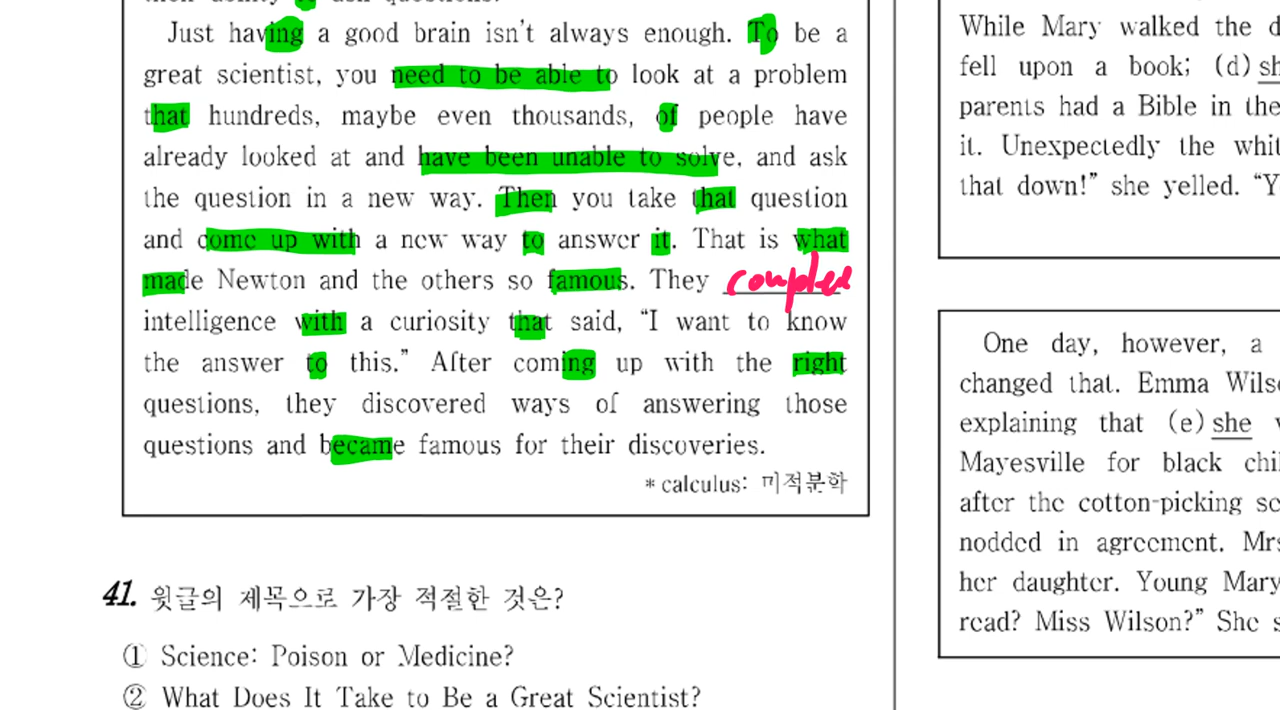 Just having a good brain isn't always enough. To be a
great scientist, you need to be able to look at a problem
that hundreds, maybe even thousands, of people have
already looked at and have been unable to solve, and ask
the question in a new way. Then you take that question
and come up with a new way to answer it. That is what
made Newton and the others so famous. They
intelligence with a curiosity that said, “I want to know
the answer to this.” After coming up with the right
questions, they discovered ways of answering those
questions and became famous for their discoveries.
* calculus: 미적분학
41. 윗글의 제목으로 가장 적절한 것은?
① Science: Poison or Medicine?
② What Does It Take to Be a Great Scientist?
While Mary walked the
fell upon a book; (d)
parents had a Bible in the
it. Unexpectedly the
that down!” she yelled.
One day, however, a
changed that. Emma
explaining that (e) she
Mayesville for black
after the cotton-picking
nodded in agreement.
her daughter. Young Mary
read? Miss Wilson?” She